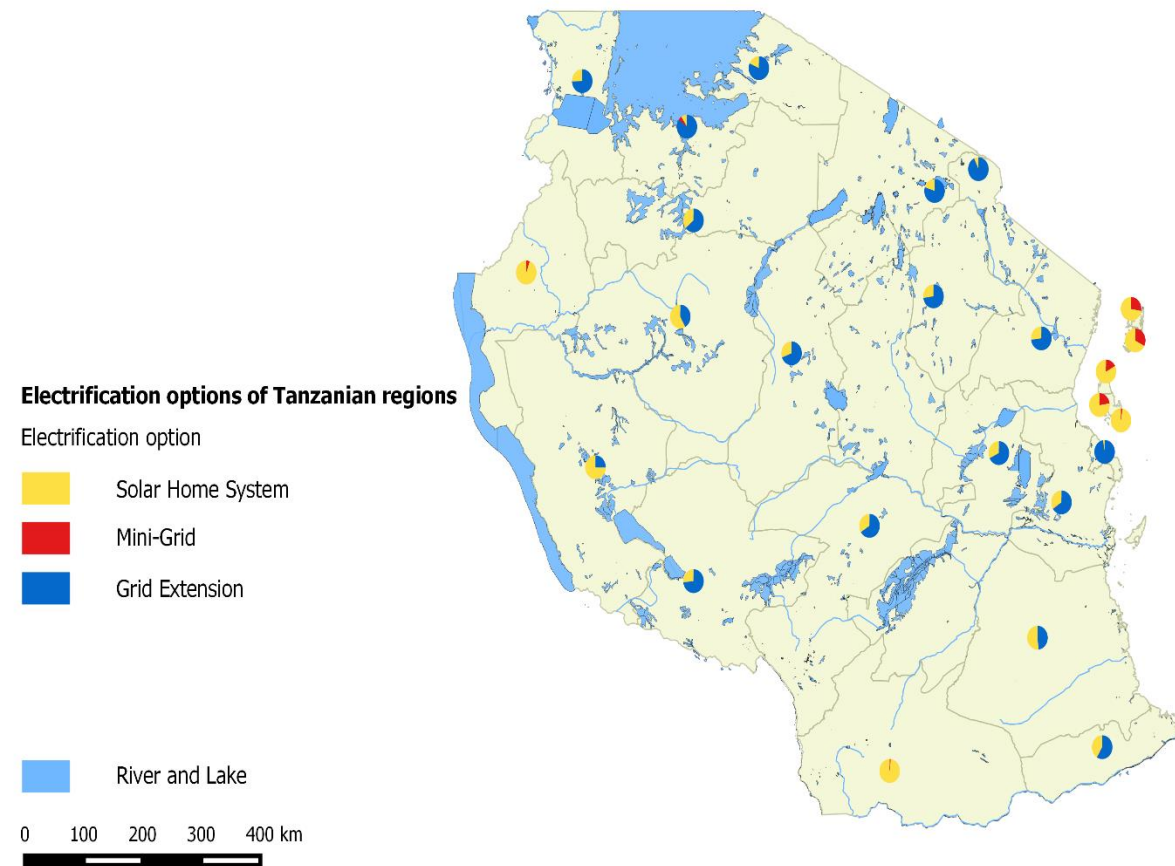 Electrification options of Tanzanian regions
Electrification option
Solar Home System
Mini-Grid
Grid Extension
River and Lake
0 100 200 300 400 km